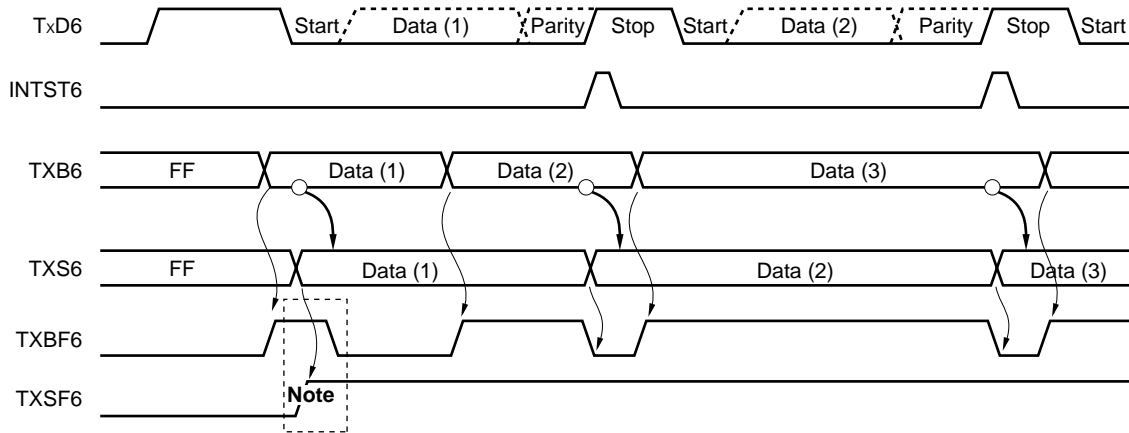 TxD6 Start Data (1) Parity Stop Start Data (2) Parity Stop Start
INTST6
TXB6 FF Data (1) Data (2) Data (3)
TXS6 FF Data (1) Data (2) Data (3)
TXBF6
TXSF6 Note